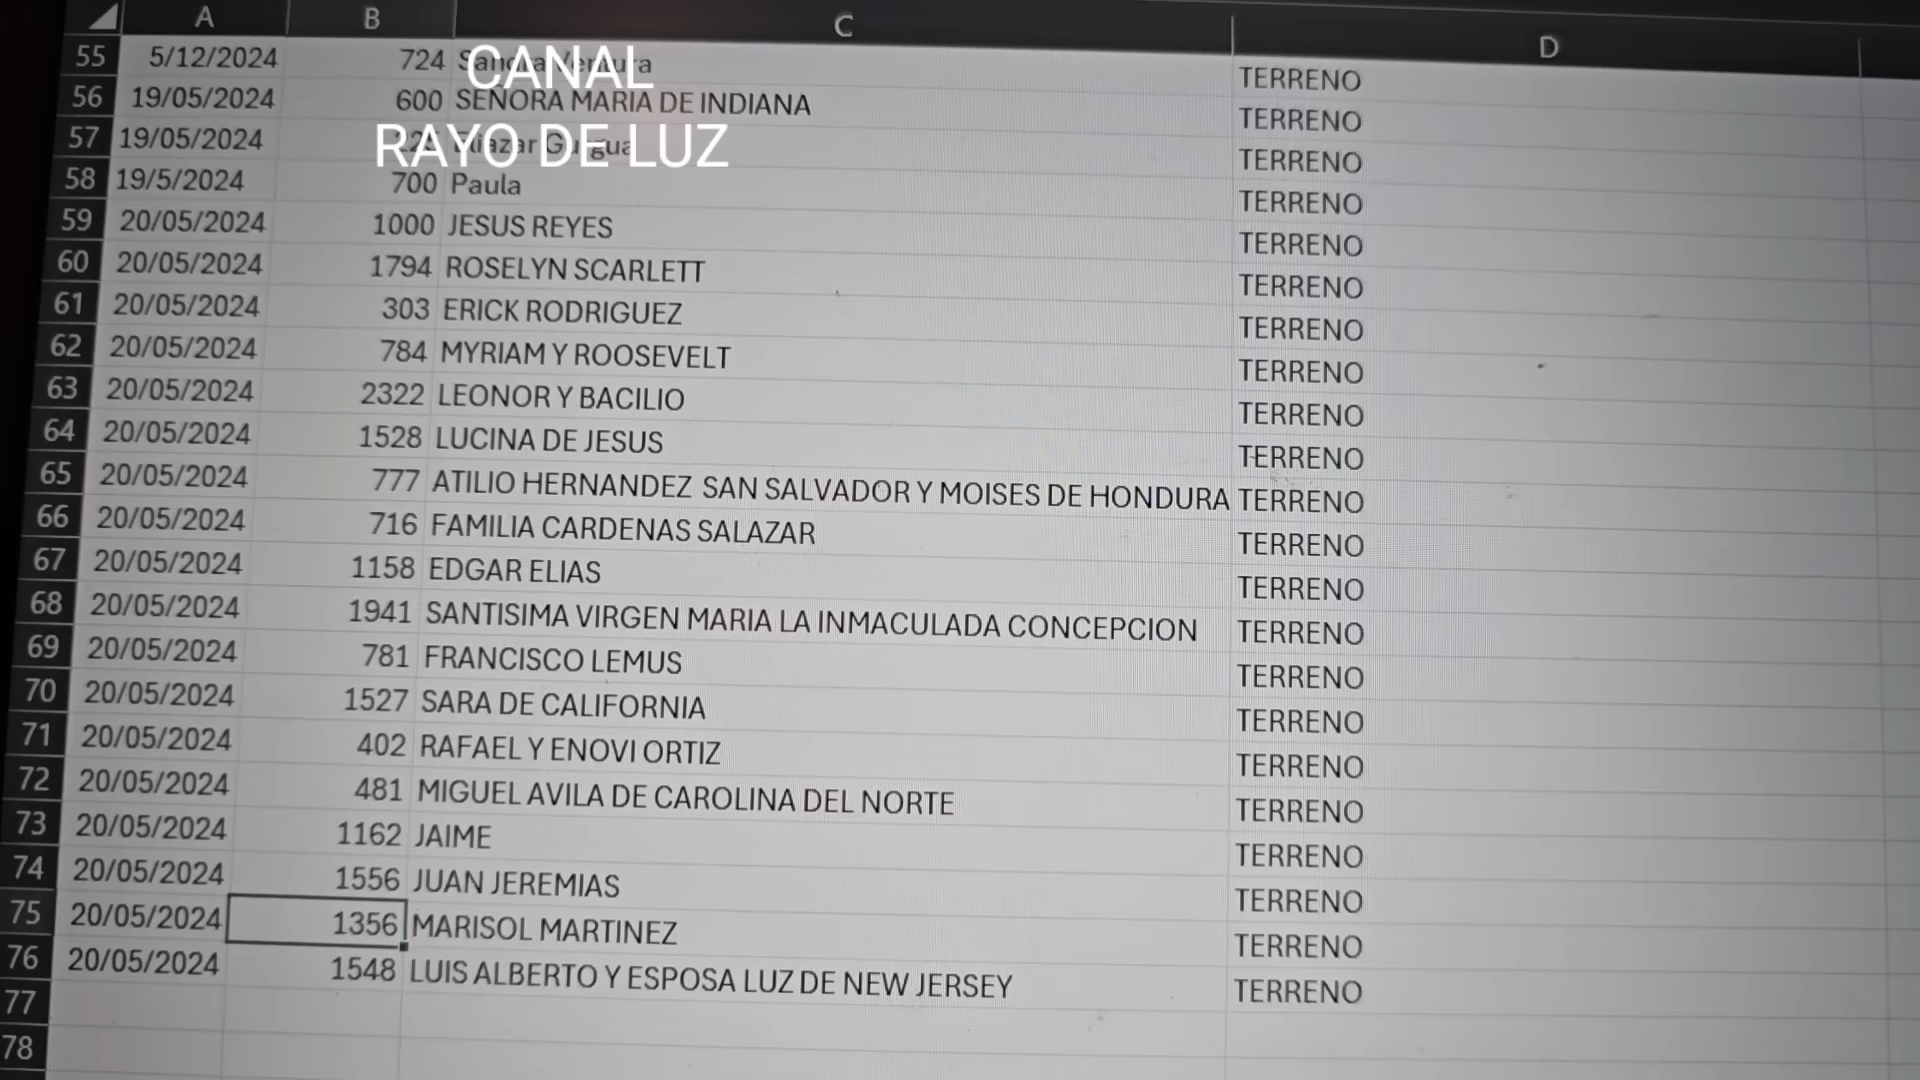 A B C D
55 5/12/2024 724 Sandra Ventura TERRENO
CANAL
56 19/05/2024 600 SEÑORA MARIA DE INDIANA TERRENO
57 19/05/2024 TERRENO
RAYO DE LUZ
58 19/5/2024 700 Paula TERRENO
59 20/05/2024 1000 JESUS REYES TERRENO
60 20/05/2024 1794 ROSELYN SCARLETT TERRENO
61 20/05/2024 303 ERICK RODRIGUEZ TERRENO
62 20/05/2024 784 MYRIAM Y ROOSEVELT TERRENO
63 20/05/2024 2322 LEONOR Y BACILIO TERRENO
64 20/05/2024 1528 LUCINA DE JESUS TERRENO
65 20/05/2024 777 ATILIO HERNANDEZ SAN SALVADOR Y MOISES DE HONDURA TERRENO
66 20/05/2024 716 FAMILIA CARDENAS SALAZAR TERRENO
67 20/05/2024 1158 EDGAR ELIAS TERRENO
68 20/05/2024 1941 SANTISIMA VIRGEN MARIA LA INMACULADA CONCEPCION TERRENO
69 20/05/2024 781 FRANCISCO LEMUS TERRENO
70 20/05/2024 1527 SARA DE CALIFORNIA TERRENO
71 20/05/2024 402 RAFAEL Y ENOVI ORTIZ TERRENO
72 20/05/2024 481 MIGUEL AVILA DE CAROLINA DEL NORTE TERRENO
73 20/05/2024 1162 JAIME TERRENO
74 20/05/2024 1556 JUAN JEREMIAS TERRENO
75 20/05/2024 1356 MARISOL MARTINEZ TERRENO
76 20/05/2024 1548 LUIS ALBERTO Y ESPOSA LUZ DE NEW JERSEY TERRENO
77
78